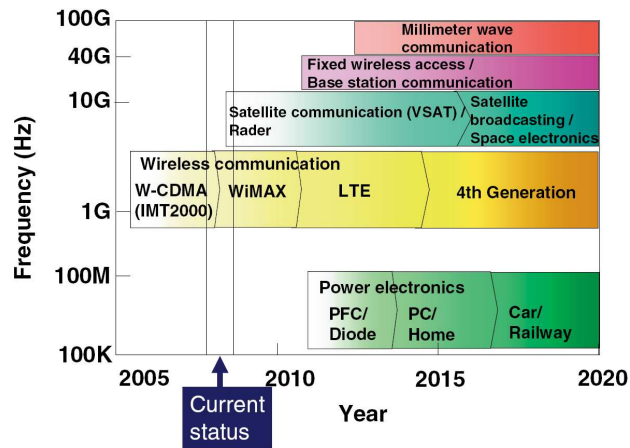 100G
40G
10G
1G
100M
100K
Frequency (Hz)
Millimeter wave
communication
Fixed wireless access /
Base station communication
Satellite communication (VSAT) /
Rader
Satellite
broadcasting /
Space electronics
Wireless communication
W-CDMA
(IMT2000)
WiMAX
LTE
4th Generation
Power electronics
PFC/
Diode
PC/
Home
Car/
Railway
2005
2010
2015
2020
Year
Current
status